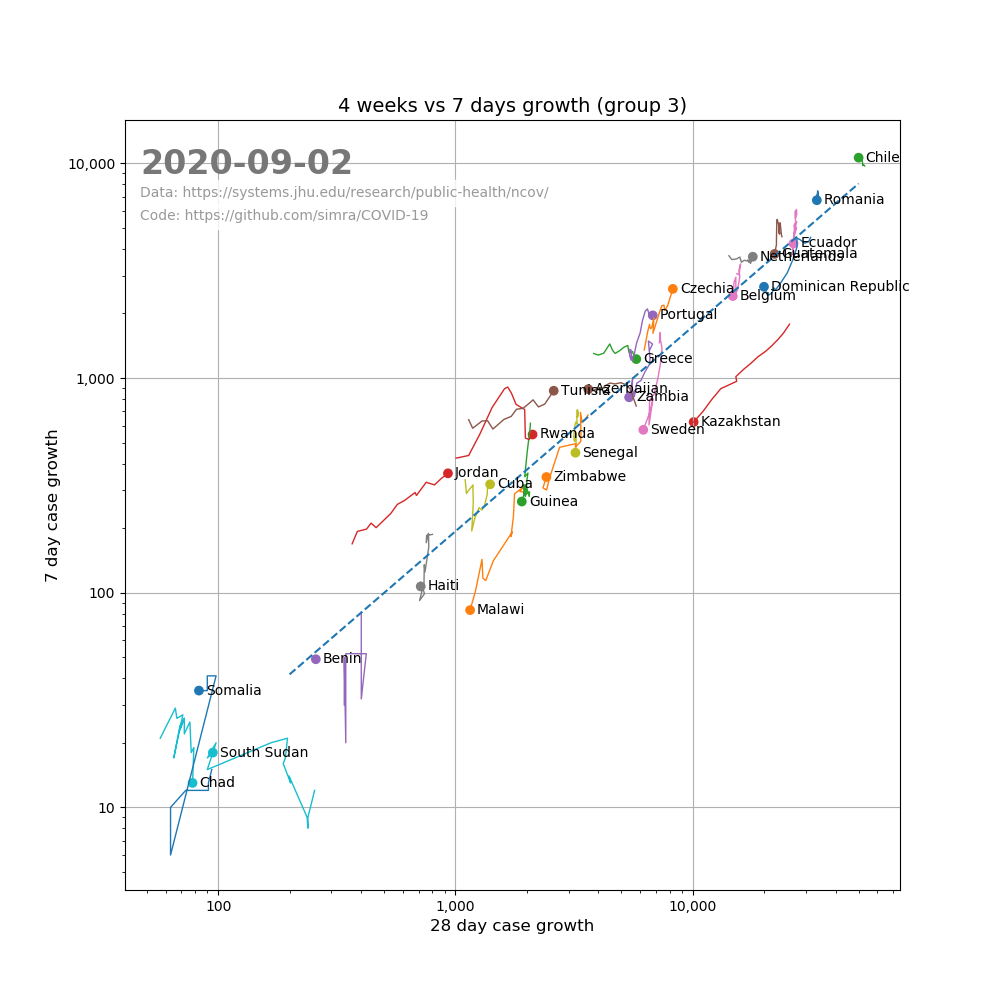 4 weeks vs 7 days growth (group 3)
2020-09-02
Data: https://systems.jhu.edu/research/public-health/ncov/
Code: https://github.com/simra/COVID-19
10,000
1,000
100
10
7 day case growth
Chile
Romania
Ecuador
Guatemala
Netherlands
Dominican Republic
Czechia
Belgium
Portugal
Greece
Tunisia
Azerbaijan
Zambia
Kazakhstan
Sweden
Rwanda
Senegal
Jordan
Zimbabwe
Cuba
Guinea
Haiti
Malawi
Benin
Somalia
South Sudan
Chad
100
1,000
10,000
28 day case growth